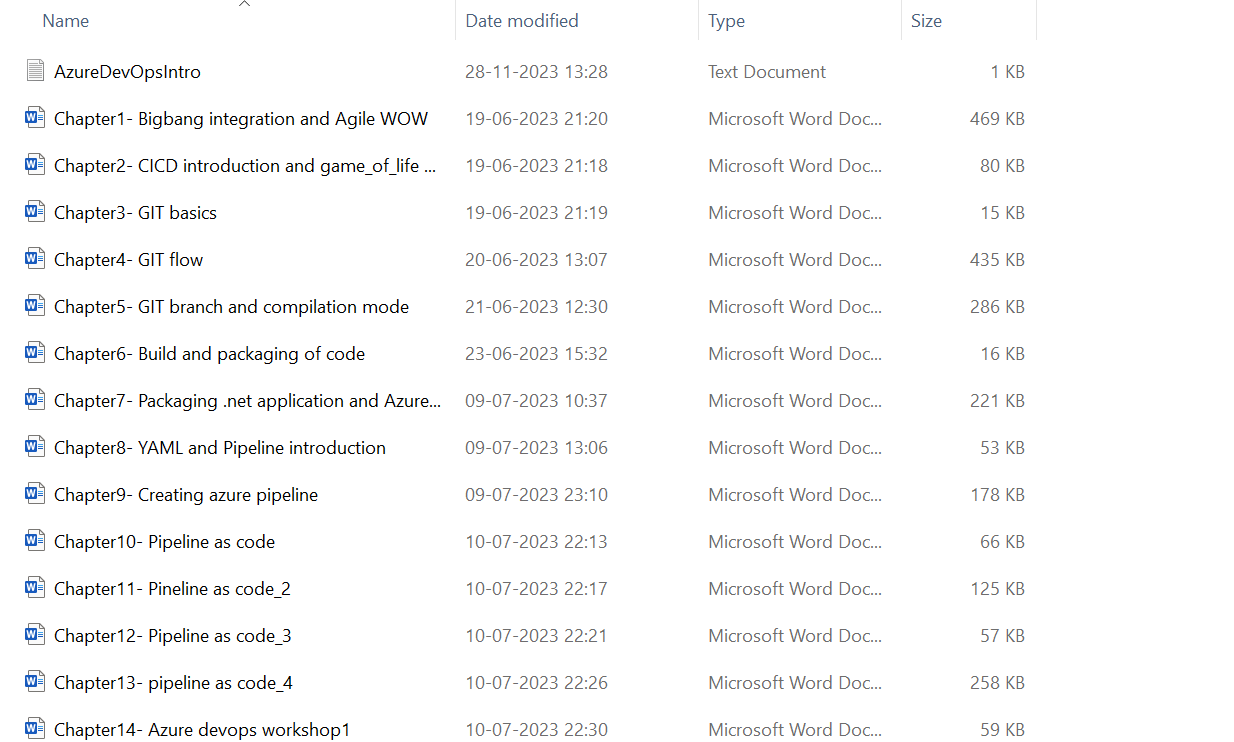 Name Date modified Type Size
AzureDevOpsIntro 28-11-2023 13:28 Text Document 1 KB
Chapter1- Bigbang integration and Agile WOW 19-06-2023 21:20 Microsoft Word Doc... 469 KB
Chapter2- CICD introduction and game_of_life ... 19-06-2023 21:18 Microsoft Word Doc... 80 KB
Chapter3- GIT basics 19-06-2023 21:19 Microsoft Word Doc... 15 KB
Chapter4- GIT flow 20-06-2023 13:07 Microsoft Word Doc... 435 KB
Chapter5- GIT branch and compilation mode 21-06-2023 12:30 Microsoft Word Doc... 286 KB
Chapter6- Build and packaging of code 23-06-2023 15:32 Microsoft Word Doc... 16 KB
Chapter7- Packaging .net application and Azure... 09-07-2023 10:37 Microsoft Word Doc... 221 KB
Chapter8- YAML and Pipeline introduction 09-07-2023 13:06 Microsoft Word Doc... 53 KB
Chapter9- Creating azure pipeline 09-07-2023 23:10 Microsoft Word Doc... 178 KB
Chapter10- Pipeline as code 10-07-2023 22:13 Microsoft Word Doc... 66 KB
Chapter11- Pineline as code_2 10-07-2023 22:17 Microsoft Word Doc... 125 KB
Chapter12- Pipeline as code_3 10-07-2023 22:21 Microsoft Word Doc... 57 KB
Chapter13- pipeline as code_4 10-07-2023 22:26 Microsoft Word Doc... 258 KB
Chapter14- Azure devops workshop1 10-07-2023 22:30 Microsoft Word Doc... 59 KB